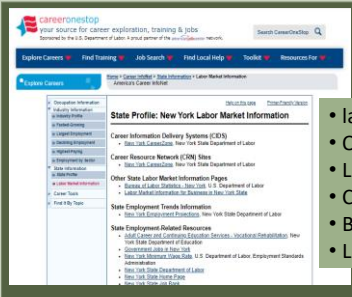 careeronestop
your source for career exploration, training & jobs
Sponsored by the U.S. Department of Labor. A proud partner of the network.
Search CareerOneStop
Explore Careers
Find Training
Job Search
Find Local Help
Toolkit
Resources For
Explore Careers
Home > Career InfoNet > State Information > Labor Market Information
America's Career InfoNet
Occupation Information
Industry Information
Industry Profile
Fastest Growing
Largest Employment
Declining Employment
Highest Paying
Employment by Sector
State Information
State Profile
Labor Market Information
Career Tools
Find It By Topic
Help on this page
Printer-Friendly Version
State Profile: New York Labor Market Information
Career Information Delivery Systems (CIDS)
New York CareerZone, New York State Department of Labor
Career Resource Network (CRN) Sites
New York CareerZone, New York State Department of Labor
Other State Labor Market Information Pages
Bureau of Labor Statistics - New York, U.S. Department of Labor
Labor Market Information for Business in New York State
State Employment Trends Information
New York Employment Projections, New York State Department of Labor
State Employment-Related Resources
Adult Career and Continuing Education Services - Vocational Rehabilitation, New
York State Department of Education
Government Jobs in New York
New York Minimum Wage Rate, U.S. Department of Labor, Employment Standards
Administration
New York State Department of Labor
New York State Home Page
New York State Job Bank
• la
• C
• L
• C
• B
• L